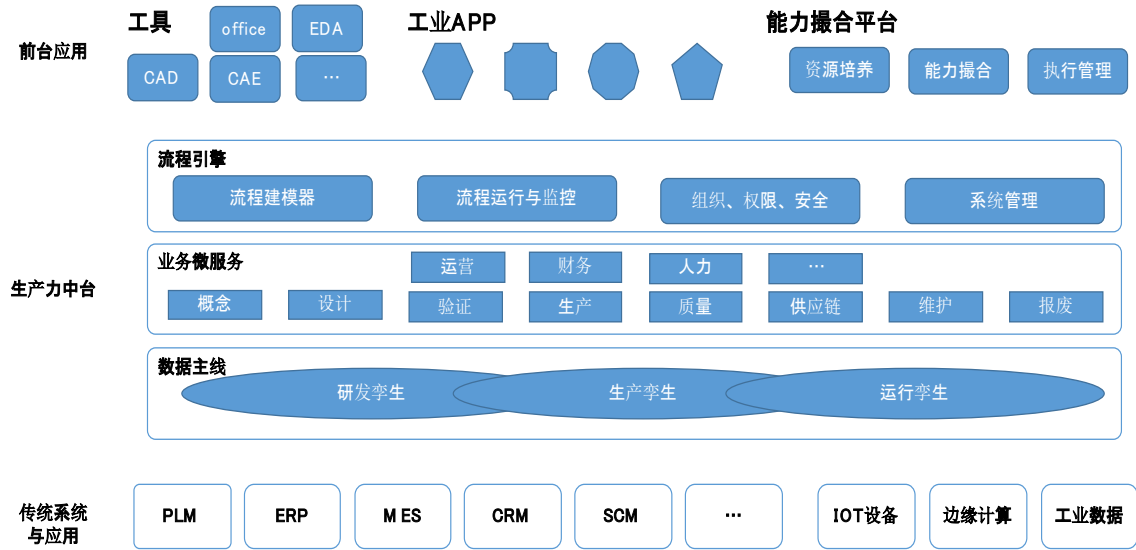 工具
工业APP
能力撮合平台
前台应用
office
EDA
CAD
CAE
…
资源培养
能力撮合
执行管理
流程引擎
流程建模器
流程运行与监控
组织、权限、安全
系统管理
生产力中台
业务微服务
运营
财务
人力
…
概念
设计
验证
生产
质量
供应链
维护
报废
数据主线
研发孪生
生产孪生
运行孪生
传统系统
与应用
PLM
ERP
MES
CRM
SCM
…
IOT设备
边缘计算
工业数据